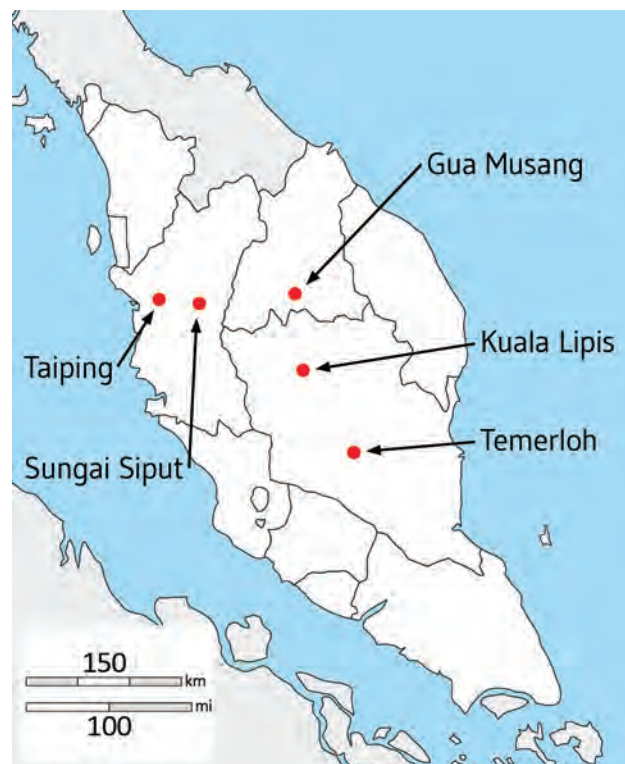 Gua Musang
Kuala Lipis
Taiping
Temerloh
Sungai Siput
150
km
mi
100